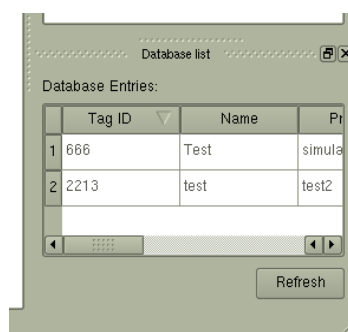 Database list
Database Entries:
Tag ID Name Pr
1 666 Test simula
2 2213 test test2
Refresh